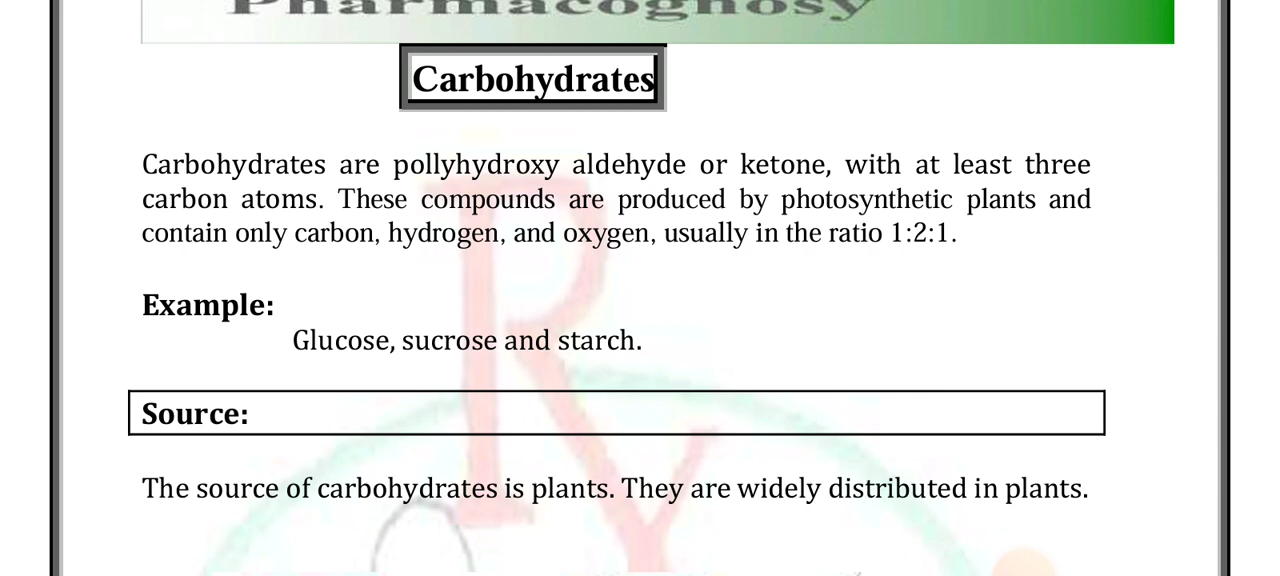 Pharmacognosy
Carbohydrates
Carbohydrates are pollyhydroxy aldehyde or ketone, with at least three
carbon atoms. These compounds are produced by photosynthetic plants and
contain only carbon, hydrogen, and oxygen, usually in the ratio 1:2:1.
Example:
Glucose, sucrose and starch.
Source:
The source of carbohydrates is plants. They are widely distributed in plants.